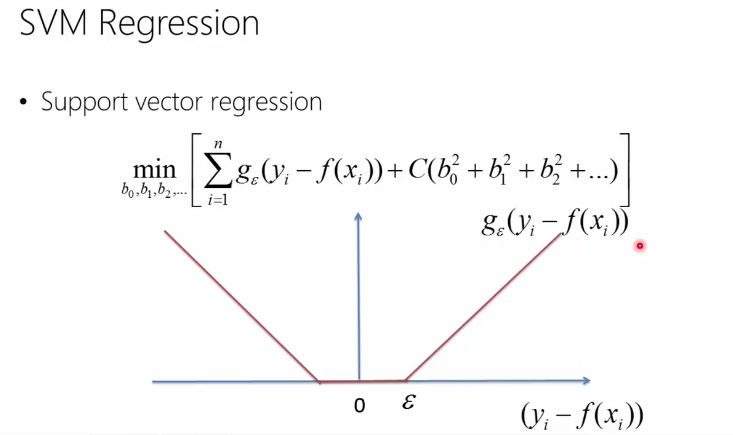 SVM Regression
• Support vector regression
min_{b_0,b_1,b_2,...} [ \sum_{i=1}^{n} g_ε(y_i − f(x_i)) + C(b_0^2 + b_1^2 + b_2^2 + ...) ]
g_ε(y_i − f(x_i))
0 ε
(y_i − f(x_i))